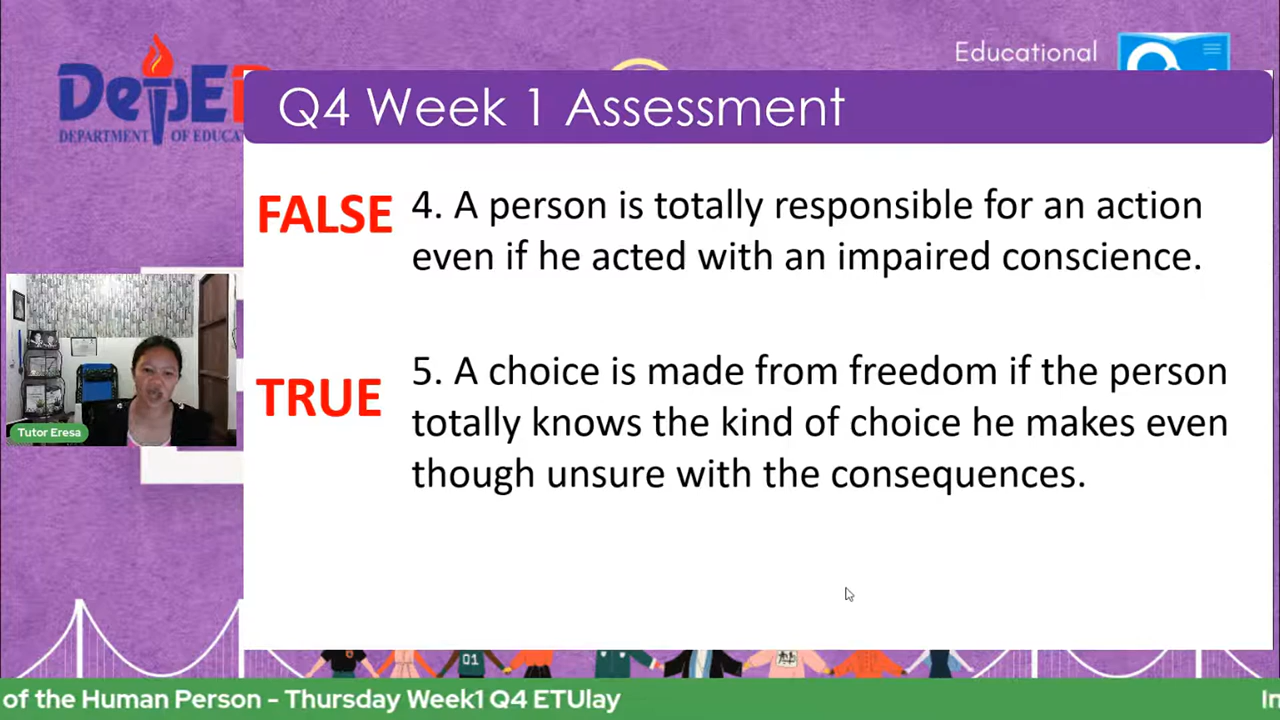 Educational
DepED
DEPARTMENT OF EDUCA
Q4 Week 1 Assessment
FALSE
4. A person is totally responsible for an action
even if he acted with an impaired conscience.
TRUE
5. A choice is made from freedom if the person
totally knows the kind of choice he makes even
though unsure with the consequences.
Tutor Eresa
Q1
of the Human Person - Thursday Week1 Q4 ETUlay
In